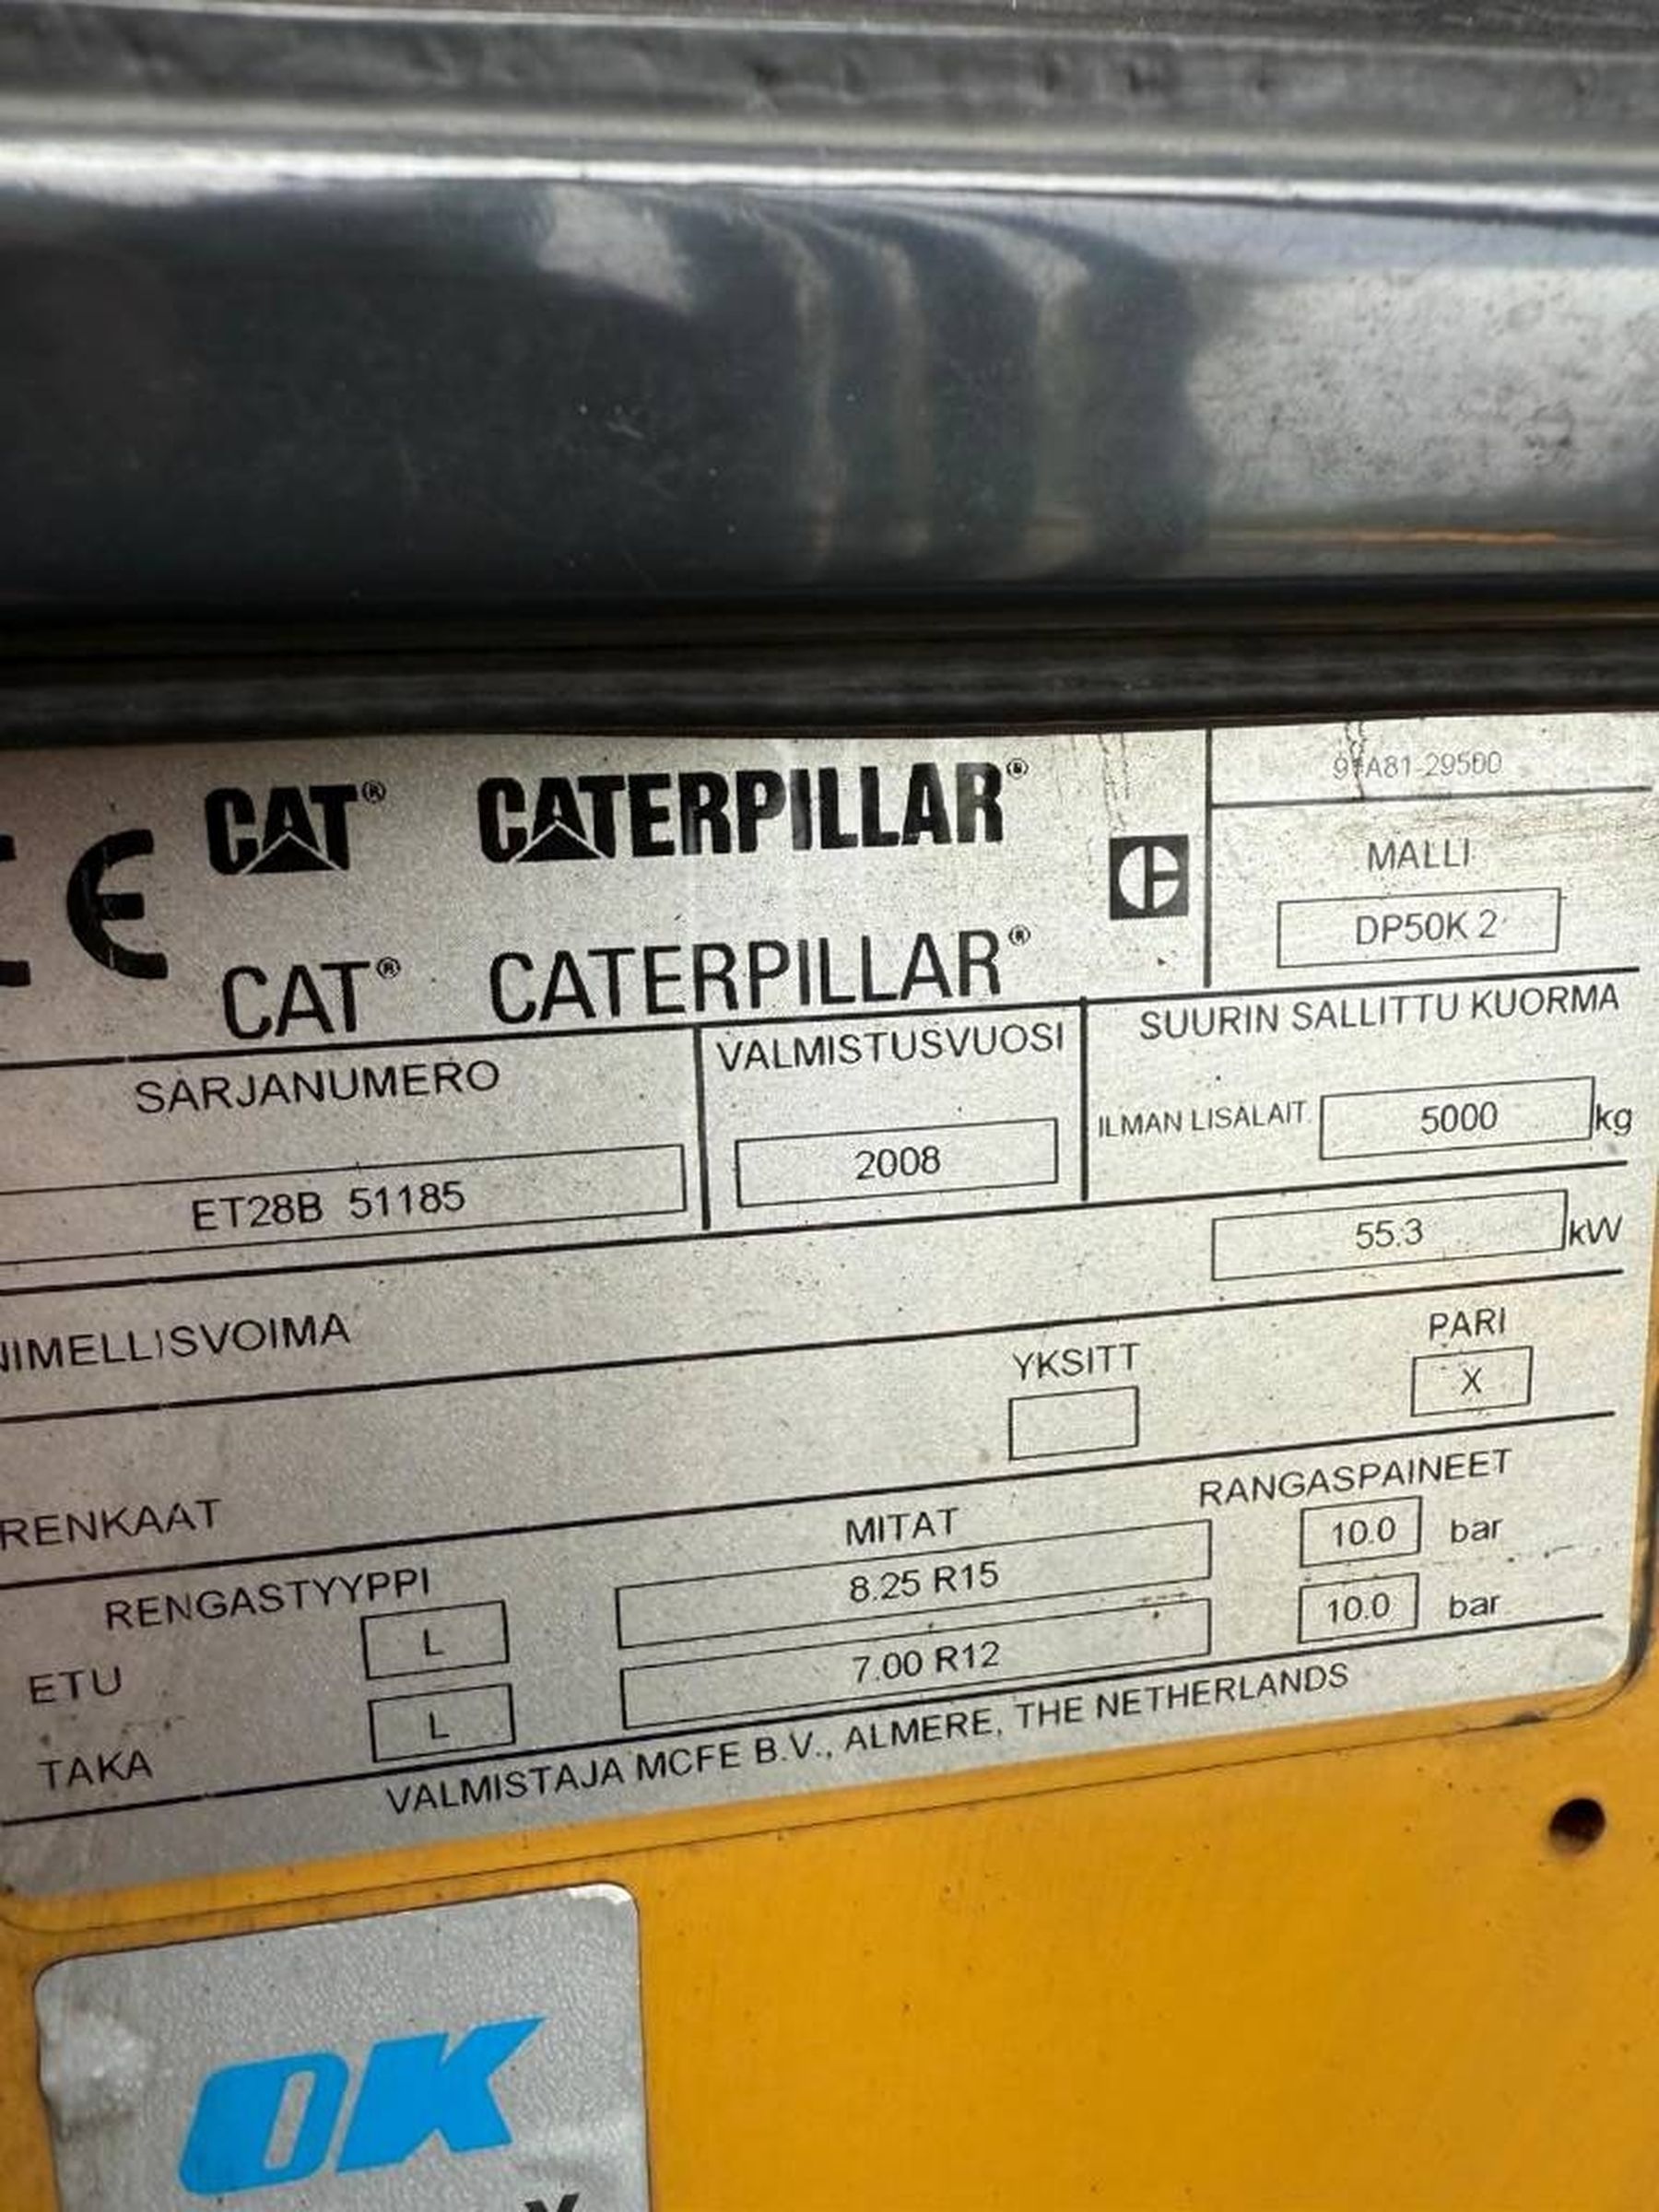 CE CAT® CATERPILLAR®
CAT® CATERPILLAR®
91A81-29500
MALLI
DP50K 2
SARJANUMERO
ET28B 51185
VALMISTUSVUOSI
2008
SUURIN SALLITTU KUORMA
ILMAN LISALAIT. 5000 kg
NIMELLISVOIMA 55.3 kW
RENKAAT YKSITT PARI
X
RENGASTYYPPI MITAT RANGASPAINEET
ETU L 8.25 R15 10.0 bar
TAKA L 7.00 R12 10.0 bar
VALMISTAJA MCFE B.V., ALMERE, THE NETHERLANDS
OK